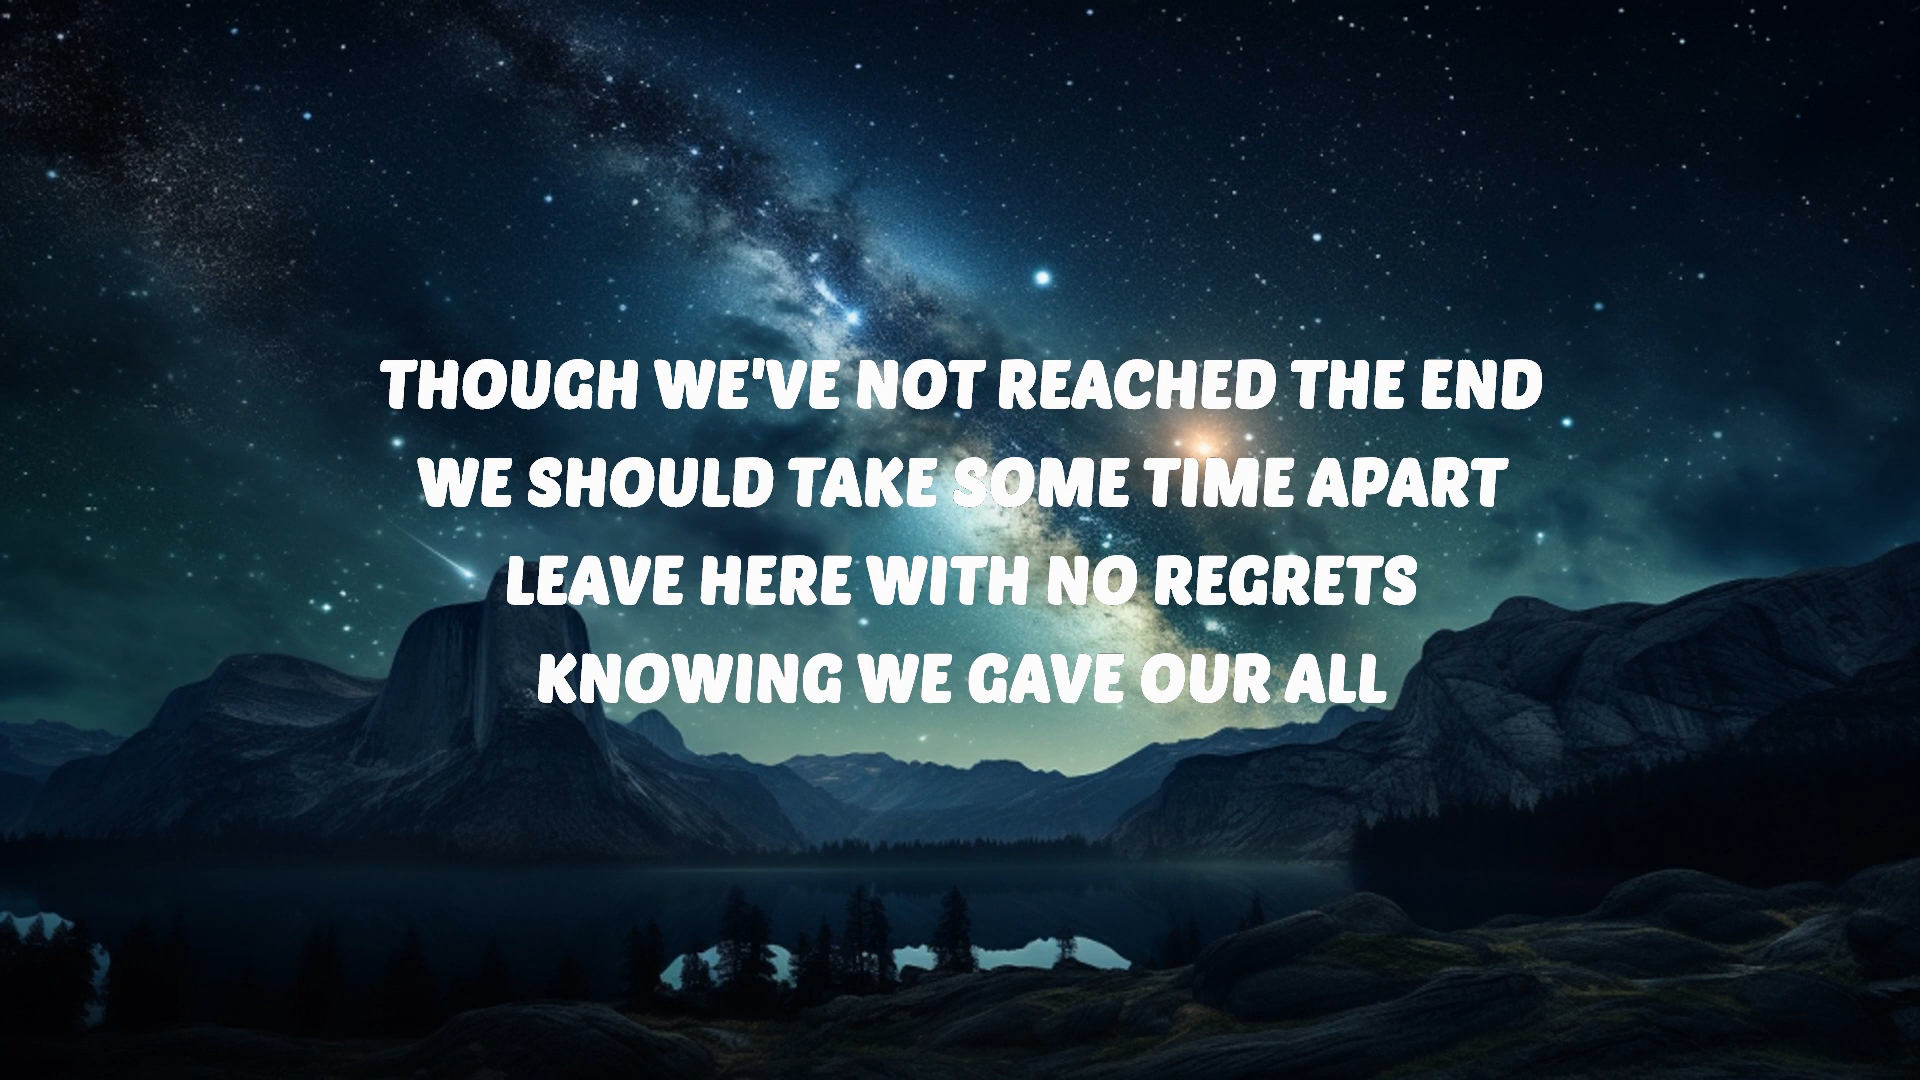 THOUGH WE'VE NOT REACHED THE END
WE SHOULD TAKE SOME TIME APART
LEAVE HERE WITH NO REGRETS
KNOWING WE GAVE OUR ALL